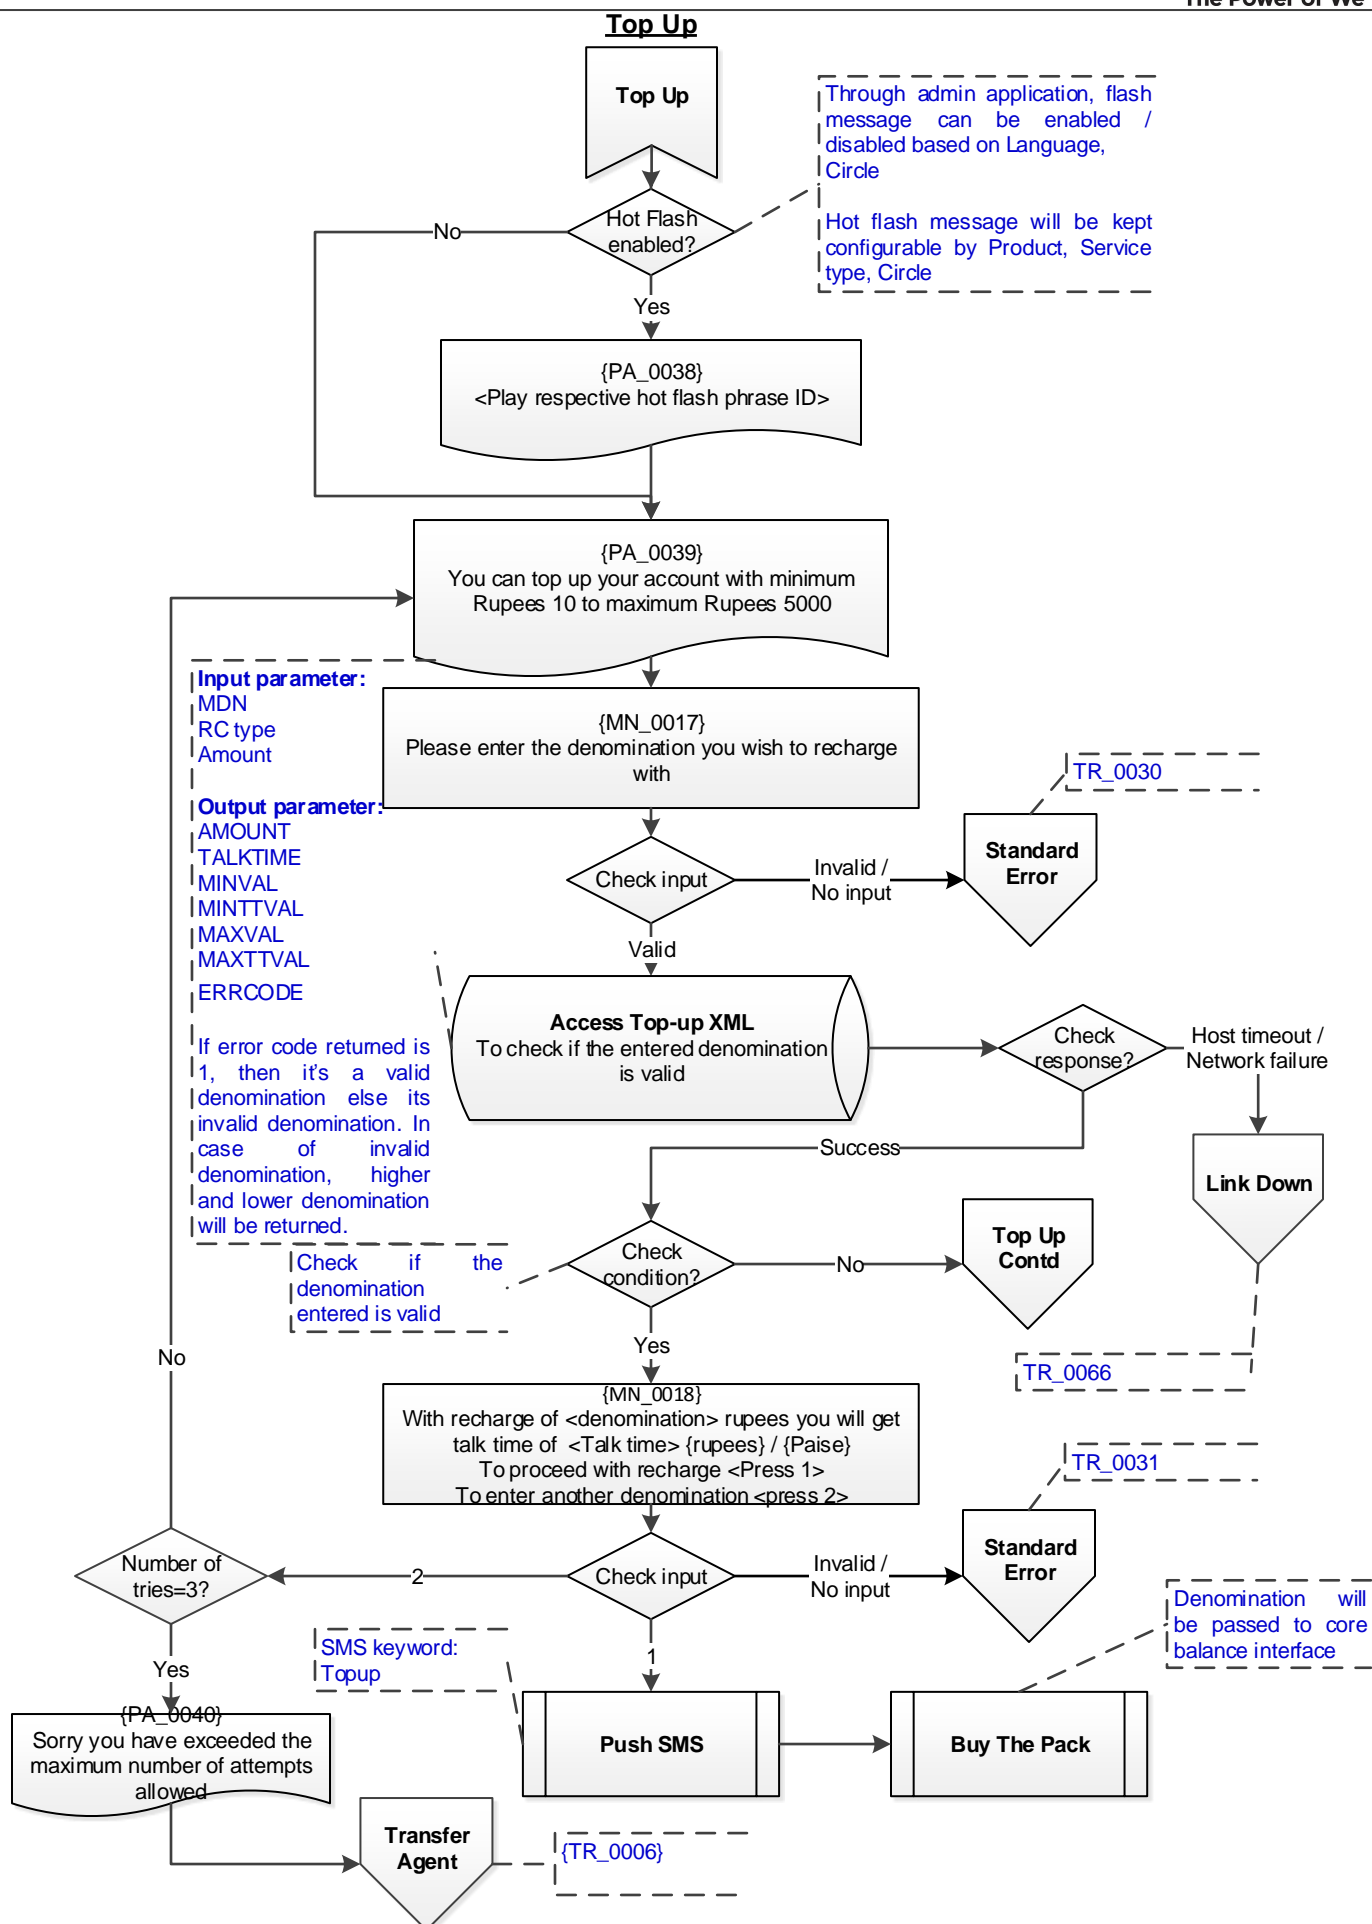 The Power Of We
Top Up
Top Up
Through admin application, flash
message can be enabled /
disabled based on Language,
Circle
Hot flash message will be kept
configurable by Product, Service
type, Circle
Hot Flash
enabled?
No
Yes
{PA_0038}
<Play respective hot flash phrase ID>
{PA_0039}
You can top up your account with minimum
Rupees 10 to maximum Rupees 5000
Input parameter:
MDN
RC type
Amount
Output parameter:
AMOUNT
TALKTIME
MINVAL
MINTTVAL
MAXVAL
MAXTTVAL
ERRCODE
If error code returned is
1, then it's a valid
denomination else its
invalid denomination. In
case of invalid
denomination, higher
and lower denomination
will be returned.
{MN_0017}
Please enter the denomination you wish to recharge
with
TR_0030
Standard
Error
Check input
Invalid /
No input
Valid
Access Top-up XML
To check if the entered denomination
is valid
Check
response?
Host timeout /
Network failure
Success
Link Down
Check if the
denomination
entered is valid
Check
condition?
No
Top Up
Contd
TR_0066
Yes
No
{MN_0018}
With recharge of <denomination> rupees you will get
talk time of <Talk time> {rupees} / {Paise}
To proceed with recharge <Press 1>
To enter another denomination <press 2>
TR_0031
Standard
Error
Number of
tries=3?
2
Check input
Invalid /
No input
Denomination will
be passed to core
balance interface
SMS keyword:
Topup
1
Yes
{PA_0040}
Sorry you have exceeded the
maximum number of attempts
allowed
Push SMS
Buy The Pack
Transfer
Agent
{TR_0006}